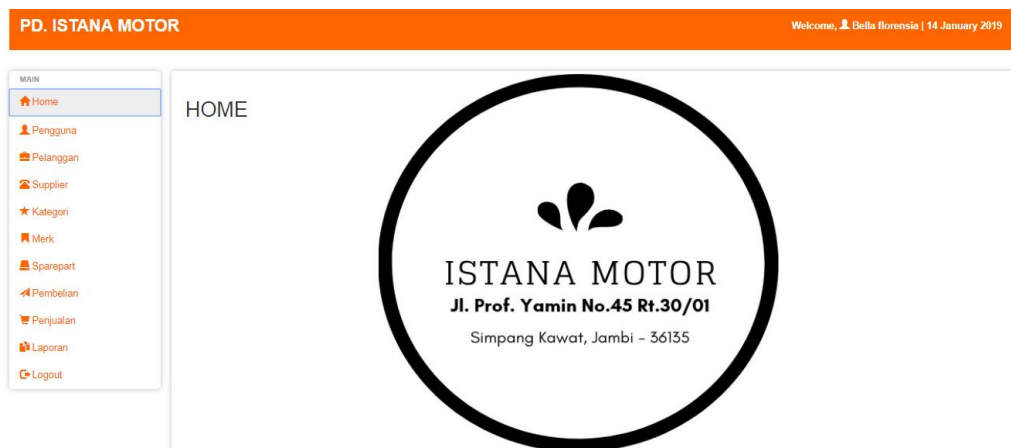 PD. ISTANA MOTOR
Welcome, Bella florensia | 14 January 2019
MAIN
Home
Pengguna
Pelanggan
Supplier
Kategori
Merk
Sparepart
Pembelian
Penjualan
Laporan
Logout
HOME
ISTANA MOTOR
Jl. Prof. Yamin No.45 Rt.30/01
Simpang Kawat, Jambi - 36135